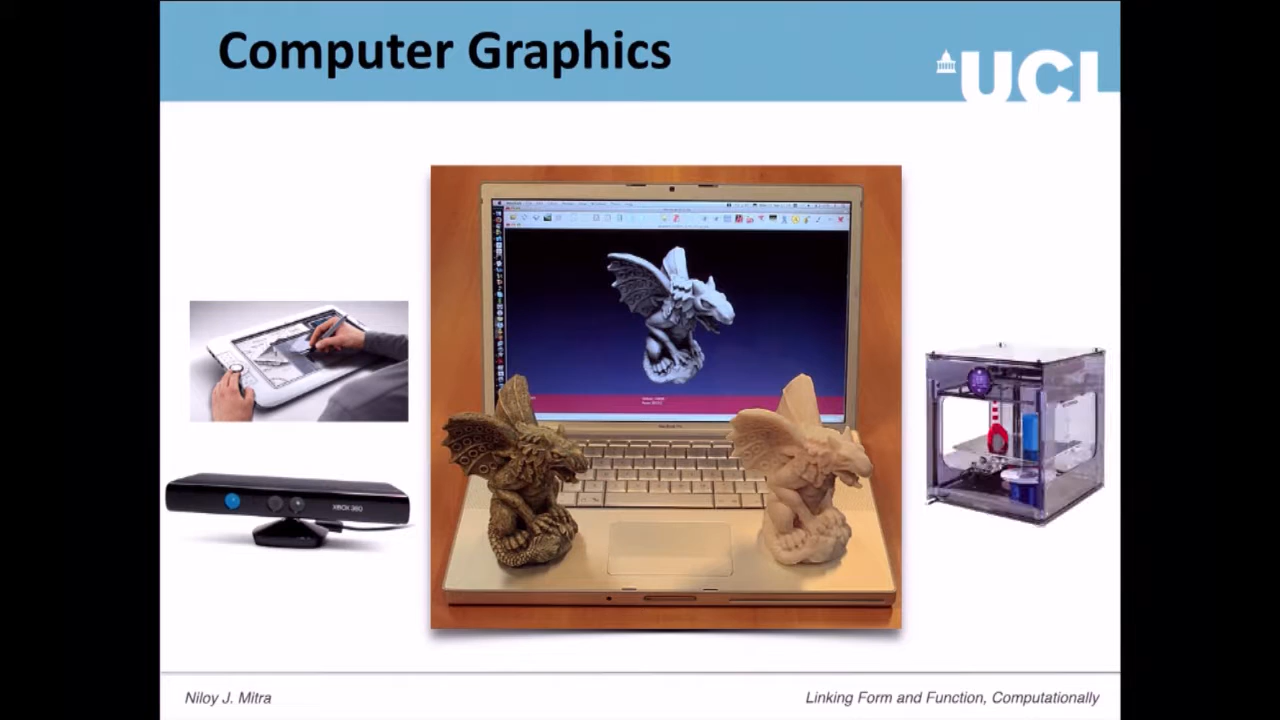 Computer Graphics
UCL
XBOX 360
Niloy J. Mitra
Linking Form and Function, Computationally